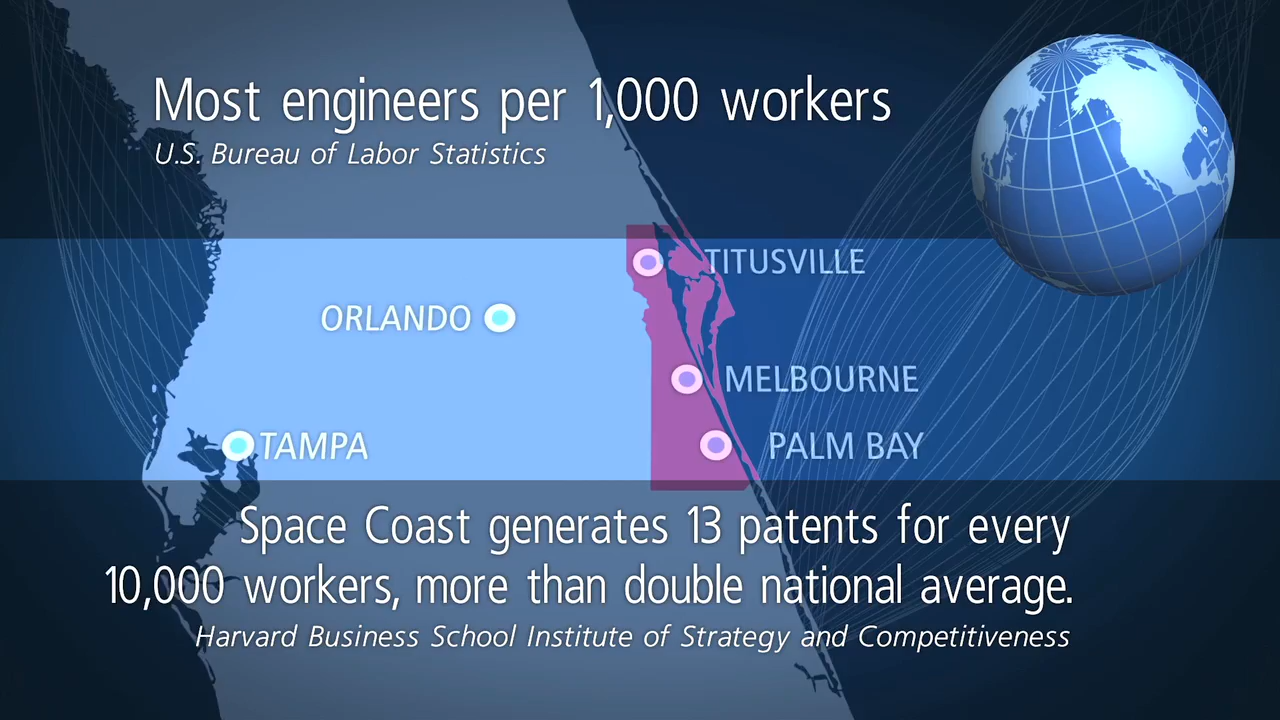 Most engineers per 1,000 workers
U.S. Bureau of Labor Statistics
TITUSVILLE
ORLANDO
MELBOURNE
TAMPA
PALM BAY
Space Coast generates 13 patents for every
10,000 workers, more than double national average.
Harvard Business School Institute of Strategy and Competitiveness